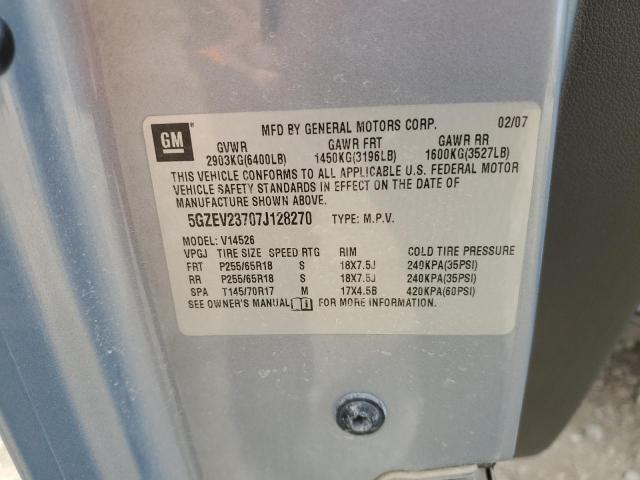 GM
MFD BY GENERAL MOTORS CORP. 02/07
GVWR GAWR FRT GAWR RR
2903KG(6400LB) 1450KG(3196LB) 1600KG(3527LB)
THIS VEHICLE CONFORMS TO ALL APPLICABLE U.S. FEDERAL MOTOR
VEHICLE SAFETY STANDARDS IN EFFECT ON THE DATE OF
MANUFACTURE SHOWN ABOVE.
5GZEV23707J128270 TYPE: M.P.V.
MODEL: V14526
VPGJ TIRE SIZE SPEED RTG RIM COLD TIRE PRESSURE
FRT P255/65R18 S 18X7.5J 240KPA(35PSI)
RR P255/65R18 S 18X7.5J 240KPA(35PSI)
SPA T145/70R17 M 17X4.5B 420KPA(60PSI)
SEE OWNER'S MANUAL FOR MORE INFORMATION.